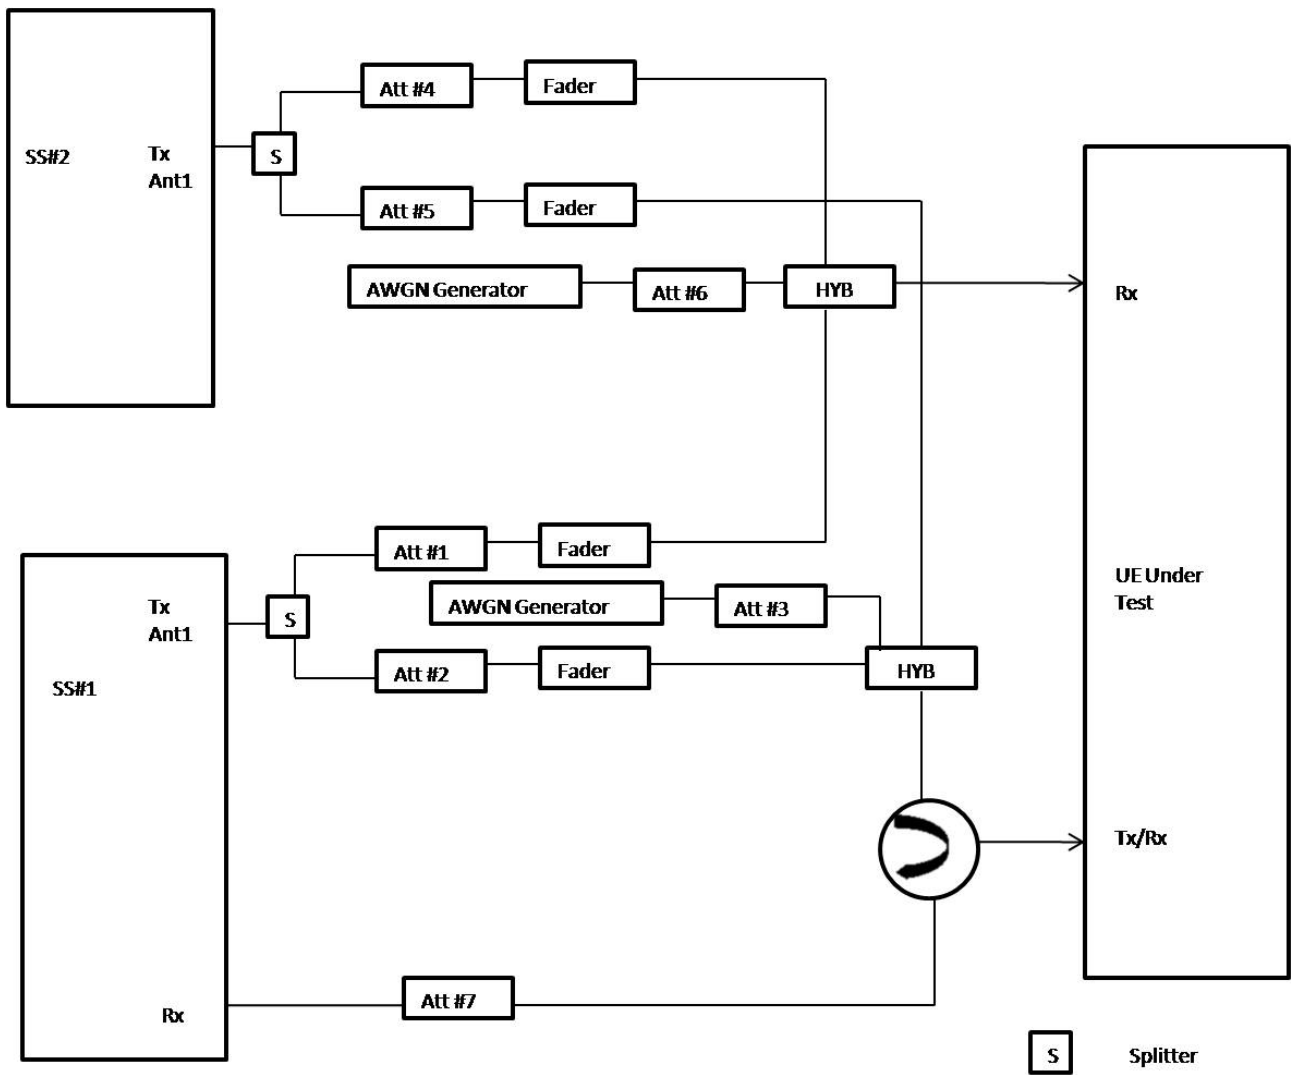 Att #4
Fader
SS#2
Tx
Ant1
S
Att #5
Fader
AWGN Generator
Att #6
HYB
Rx
Att #1
Fader
UE Under
Test
Tx
Ant1
S
AWGN Generator
Att #3
Att #2
Fader
HYB
SS#1
Tx/Rx
Att #7
Rx
S
Splitter